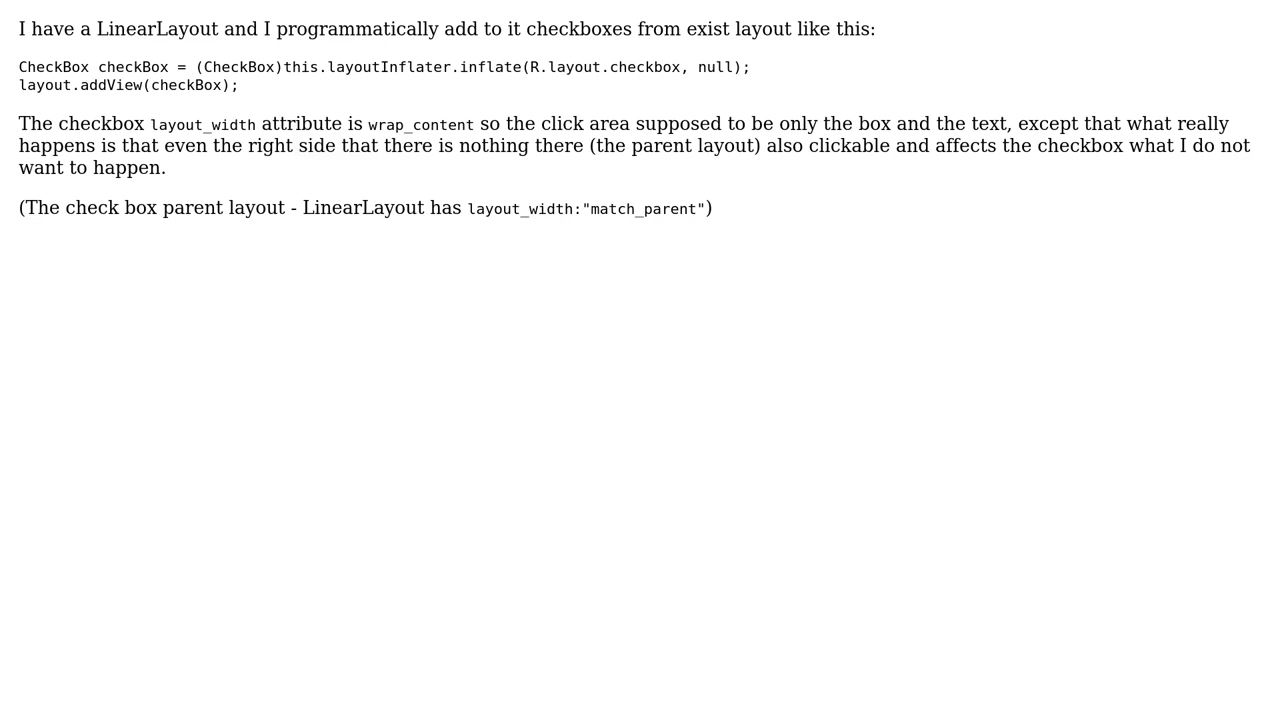 I have a LinearLayout and I programmatically add to it checkboxes from exist layout like this:
CheckBox checkBox = (CheckBox)this.layoutInflater.inflate(R.layout.checkbox, null);
layout.addView(checkBox);
The checkbox layout_width attribute is wrap_content so the click area supposed to be only the box and the text, except that what really
happens is that even the right side that there is nothing there (the parent layout) also clickable and affects the checkbox what I do not
want to happen.
(The check box parent layout - LinearLayout has layout_width:"match_parent")